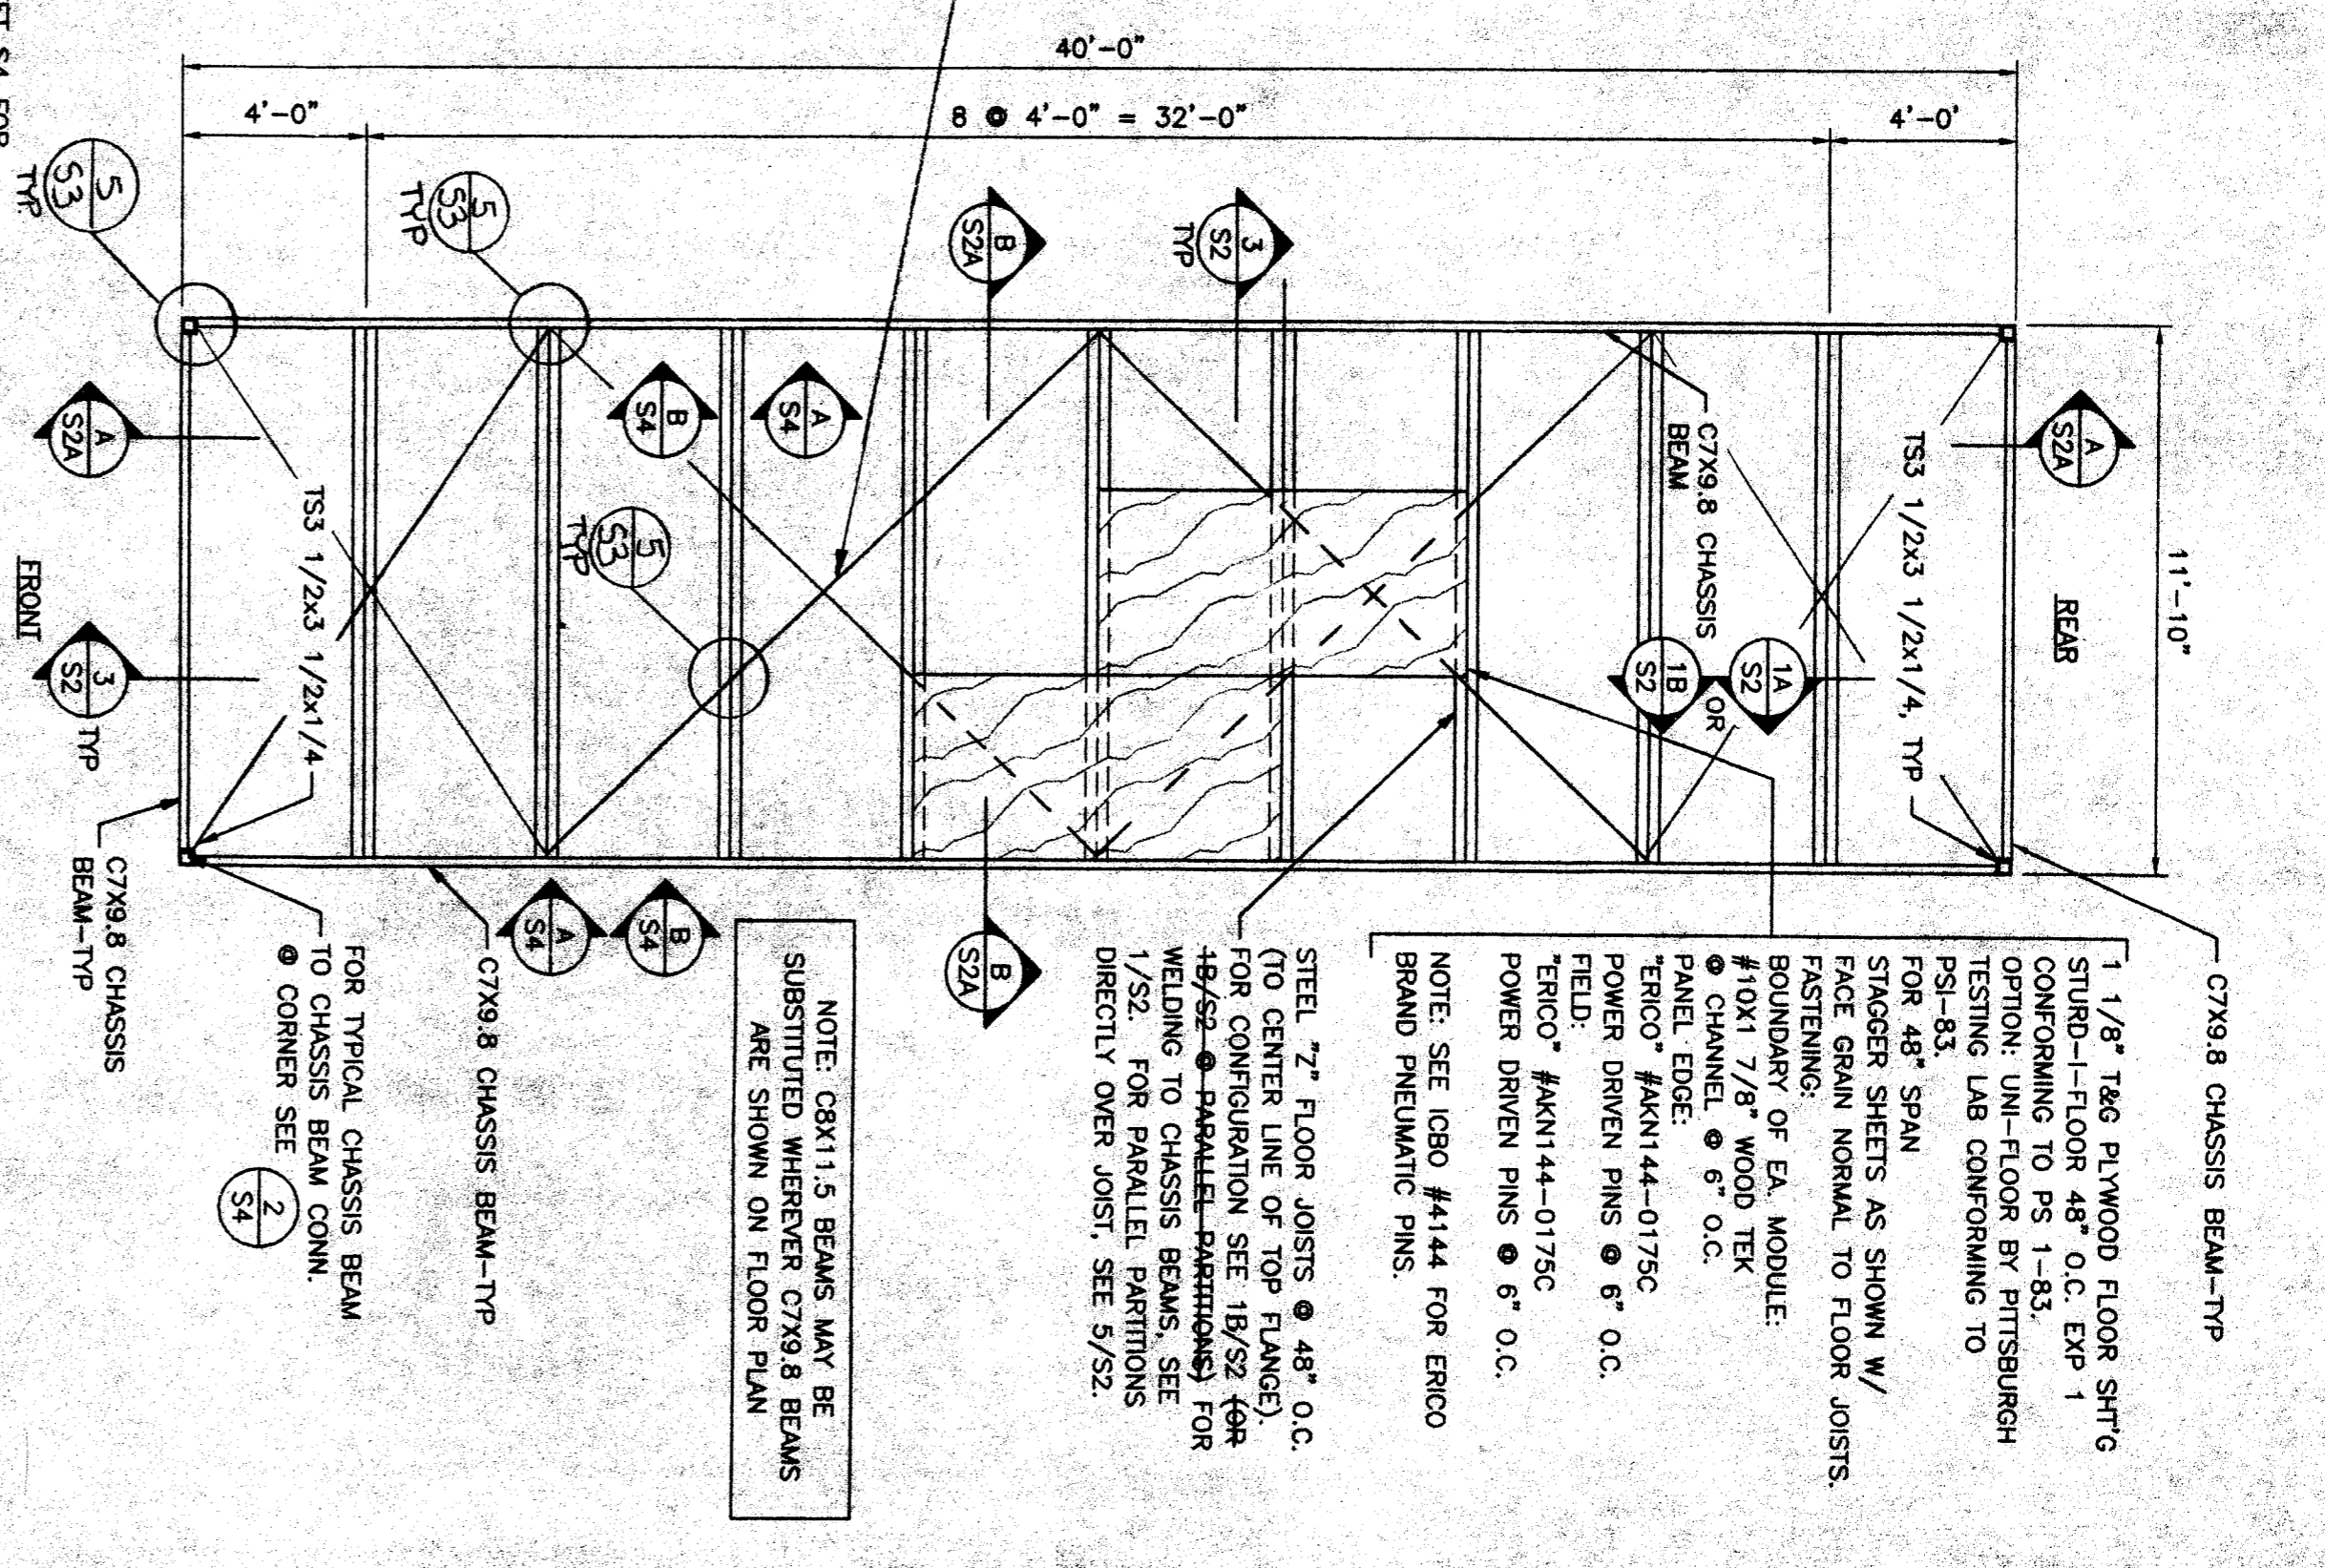 40'-0"
4'-0"
8 @ 4'-0" = 32'-0"
4'-0'
11'-10"
REAR
FRONT
5
S3
TYP
5
S3
TYP
B
S2A
3
S2
TYP
A
S2A
A
S2A
B
S4
A
S4
5
S3
TYP
C7X9.8 CHASSIS
BEAM
TS3 1/2x3 1/2x1/4, TYP
1A
S2
OR
1B
S2
TS3 1/2x3 1/2x1/4
3
S2
TYP
C7X9.8 CHASSIS BEAM-TYP
1 1/8" T&G PLYWOOD FLOOR SHT'G
STURD-I-FLOOR 48" O.C. EXP 1
CONFORMING TO PS 1-83.
OPTION: UNI-FLOOR BY PITTSBURGH
TESTING LAB CONFORMING TO
PSI-83.
FOR 48" SPAN
STAGGER SHEETS AS SHOWN W/
FACE GRAIN NORMAL TO FLOOR JOISTS.
FASTENING:
BOUNDARY OF EA. MODULE:
#10X1 7/8" WOOD TEK
@ CHANNEL @ 6" O.C.
PANEL EDGE:
"ERICO" #AKN144-0175C
POWER DRIVEN PINS @ 6" O.C.
FIELD:
"ERICO" #AKN144-0175C
POWER DRIVEN PINS @ 6" O.C.
NOTE: SEE ICBO #4144 FOR ERICO
BRAND PNEUMATIC PINS.
STEEL "Z" FLOOR JOISTS @ 48" O.C.
(TO CENTER LINE OF TOP FLANGE).
FOR CONFIGURATION SEE 1B/S2 (OR
1B/S2 @ PARALLEL PARTITIONS) FOR
WELDING TO CHASSIS BEAMS, SEE
1/S2. FOR PARALLEL PARTITIONS
DIRECTLY OVER JOIST, SEE 5/S2.
B
S2A
NOTE: C8X11.5 BEAMS MAY BE
SUBSTITUTED WHEREVER C7X9.8 BEAMS
ARE SHOWN ON FLOOR PLAN
B
S4
A
S4
C7X9.8 CHASSIS BEAM-TYP
FOR TYPICAL CHASSIS BEAM
TO CHASSIS BEAM CONN.
@ CORNER SEE
2
S4
C7X9.8 CHASSIS
BEAM-TYP
S4 FOR